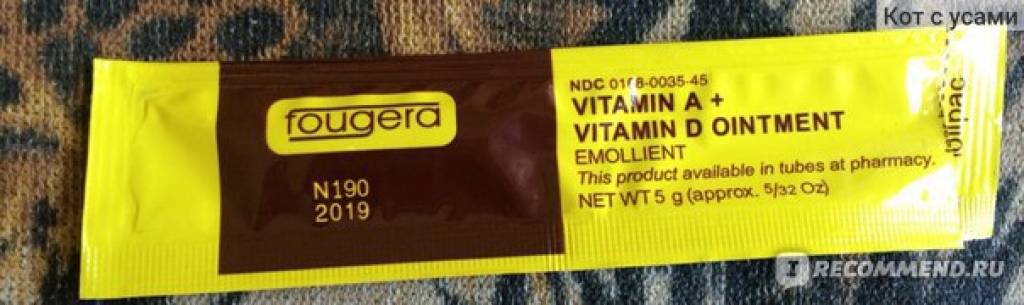 Кот с усами
fougera
N190
2019
NDC 0168-0035-45
VITAMIN A +
VITAMIN D OINTMENT
EMOLLIENT
This product available in tubes at pharmacy.
NET WT 5 g (approx. 5/32 Oz)
I RECOMMEND.RU